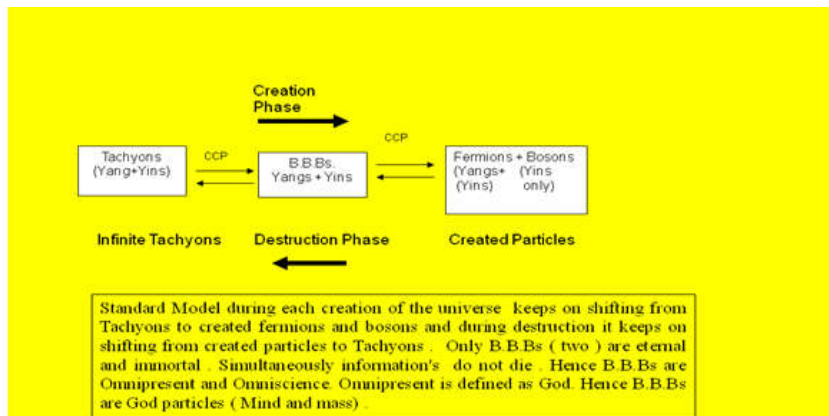 Creation
Phase
CCP
CCP
Tachyons
(Yang+Yins)
B.B.Bs.
Yangs + Yins
Fermions + Bosons
(Yangs+ (Yins
(Yins) only)
Infinite Tachyons
Destruction Phase
Created Particles
Standard Model during each creation of the universe keeps on shifting from
Tachyons to created fermions and bosons and during destruction it keeps on
shifting from created particles to Tachyons . Only B.B.Bs ( two ) are eternal
and immortal . Simultaneously information's do not die . Hence B.B.Bs are
Omnipresent and Omniscience. Omnipresent is defined as God. Hence B.B.Bs
are God particles ( Mind and mass) .